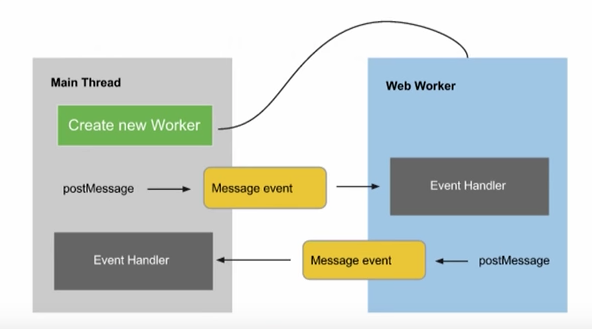 Main Thread
Web Worker
Create new Worker
postMessage
Message event
Event Handler
Event Handler
Message event
postMessage